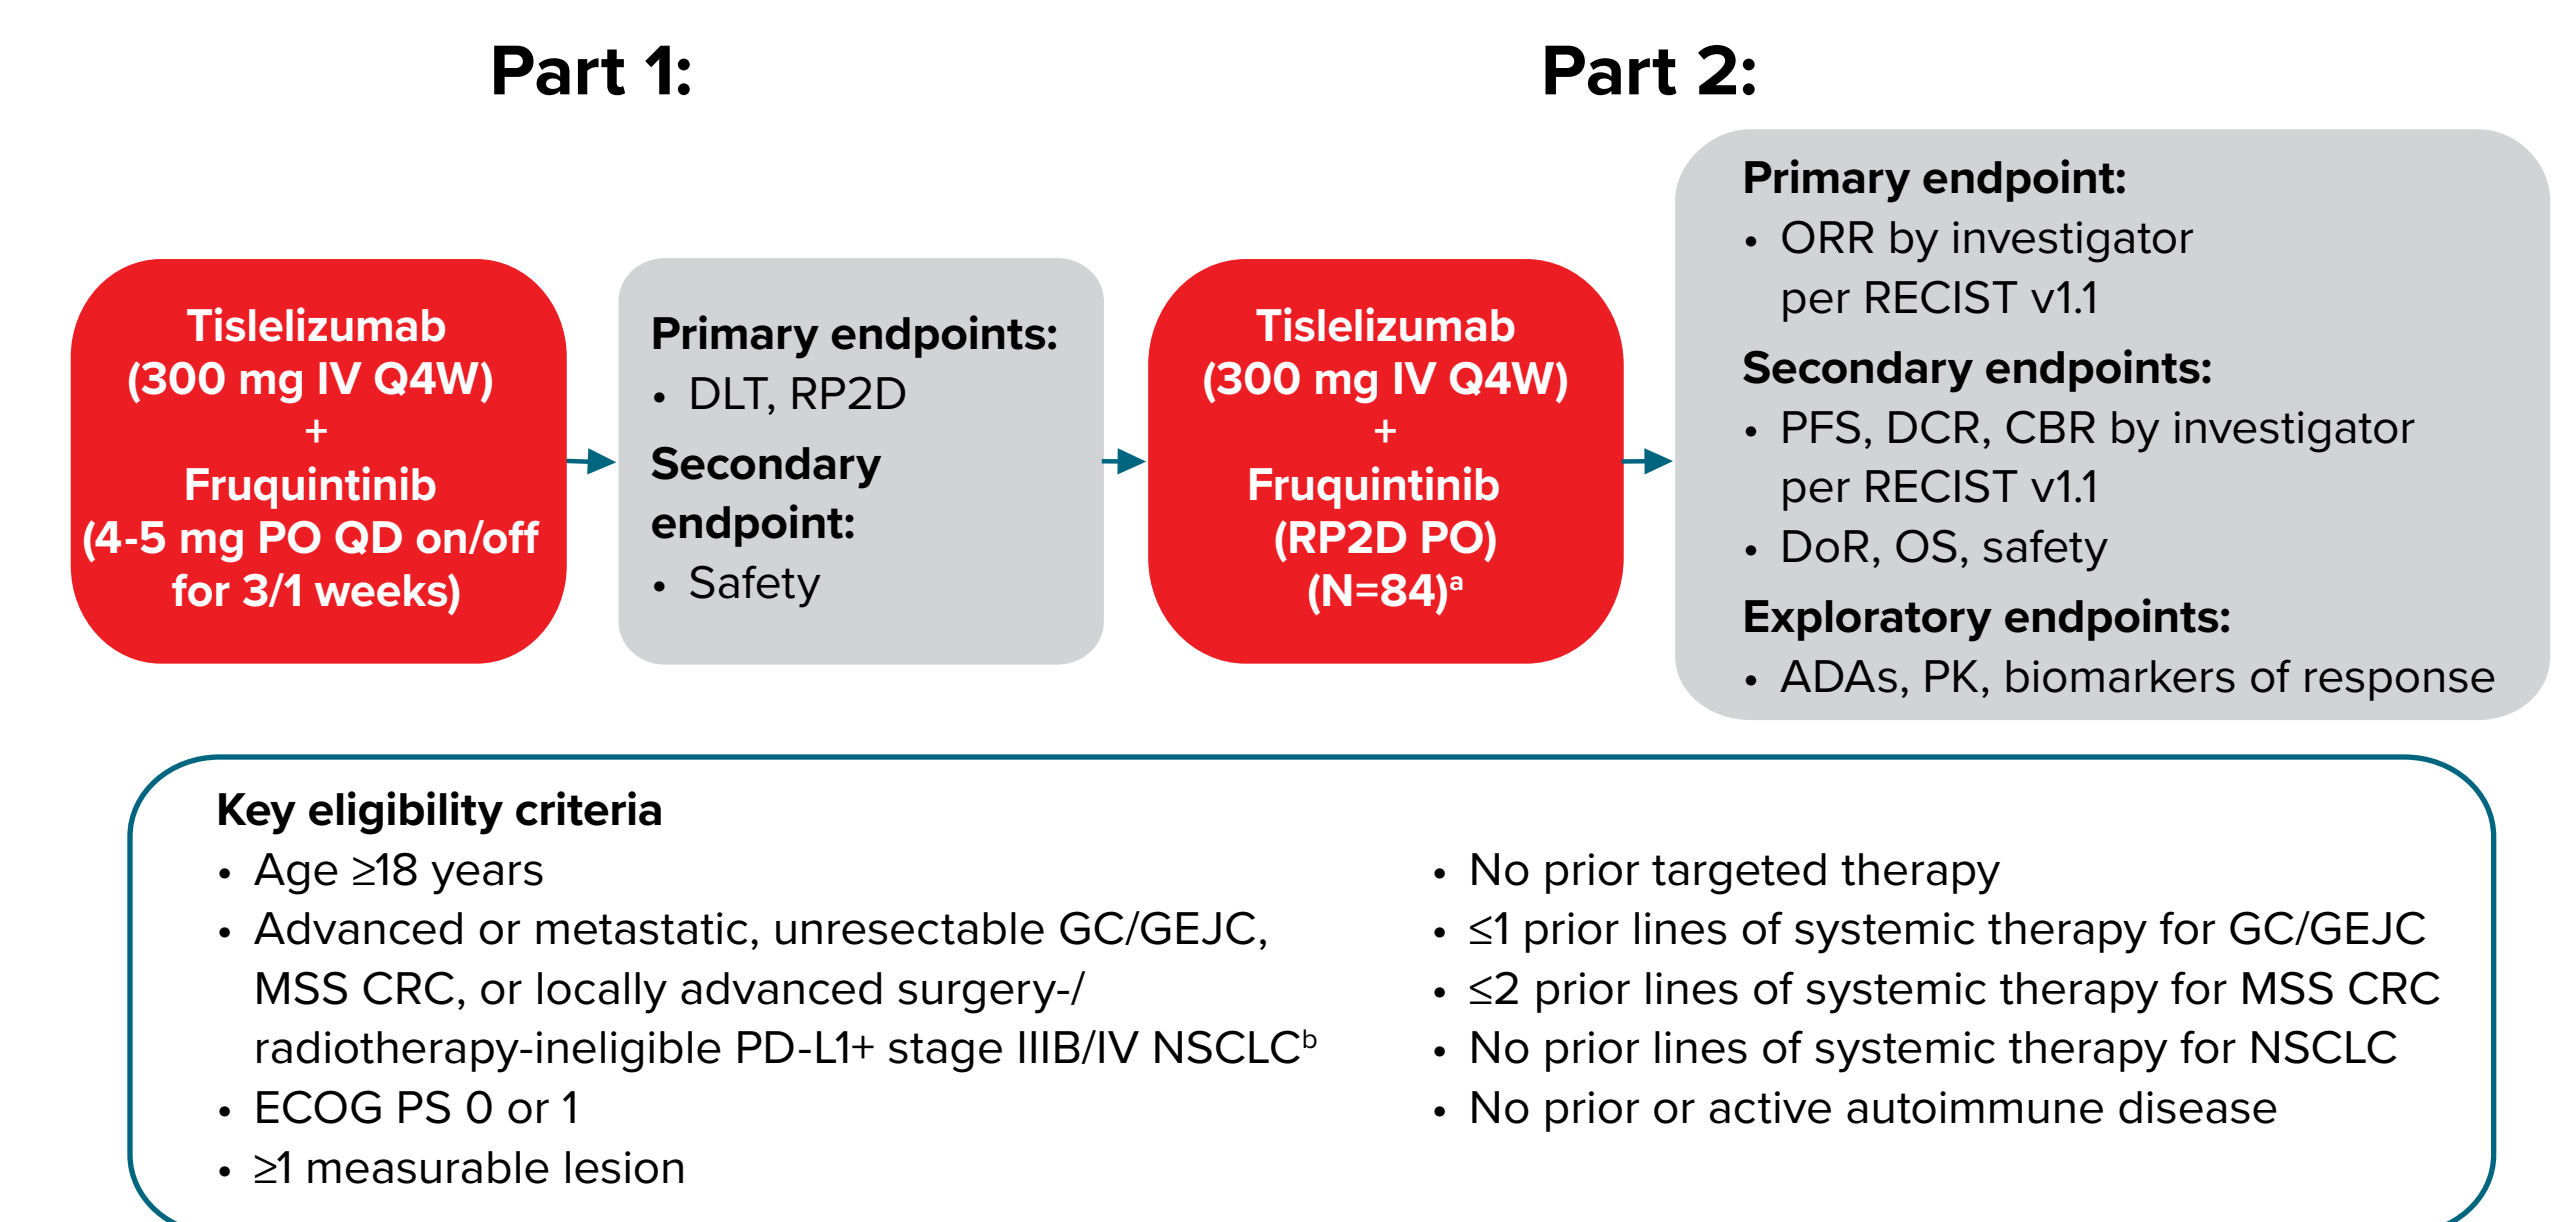 Part 1:
Part 2:
Tislelizumab
(300 mg IV Q4W)
+
Fruquintinib
(4-5 mg PO QD on/off
for 3/1 weeks)
Primary endpoints:
• DLT, RP2D
Secondary
endpoint:
• Safety
Tislelizumab
(300 mg IV Q4W)
+
Fruquintinib
(RP2D PO)
(N=84)ᵃ
Primary endpoint:
• ORR by investigator
per RECIST v1.1
Secondary endpoints:
• PFS, DCR, CBR by investigator
per RECIST v1.1
• DoR, OS, safety
Exploratory endpoints:
• ADAs, PK, biomarkers of response
Key eligibility criteria
• Age ≥18 years
• Advanced or metastatic, unresectable GC/GEJC,
MSS CRC, or locally advanced surgery-/
radiotherapy-ineligible PD-L1+ stage IIIB/IV NSCLCᵇ
• ECOG PS 0 or 1
• ≥1 measurable lesion
• No prior targeted therapy
• ≤1 prior lines of systemic therapy for GC/GEJC
• ≤2 prior lines of systemic therapy for MSS CRC
• No prior lines of systemic therapy for NSCLC
• No prior or active autoimmune disease